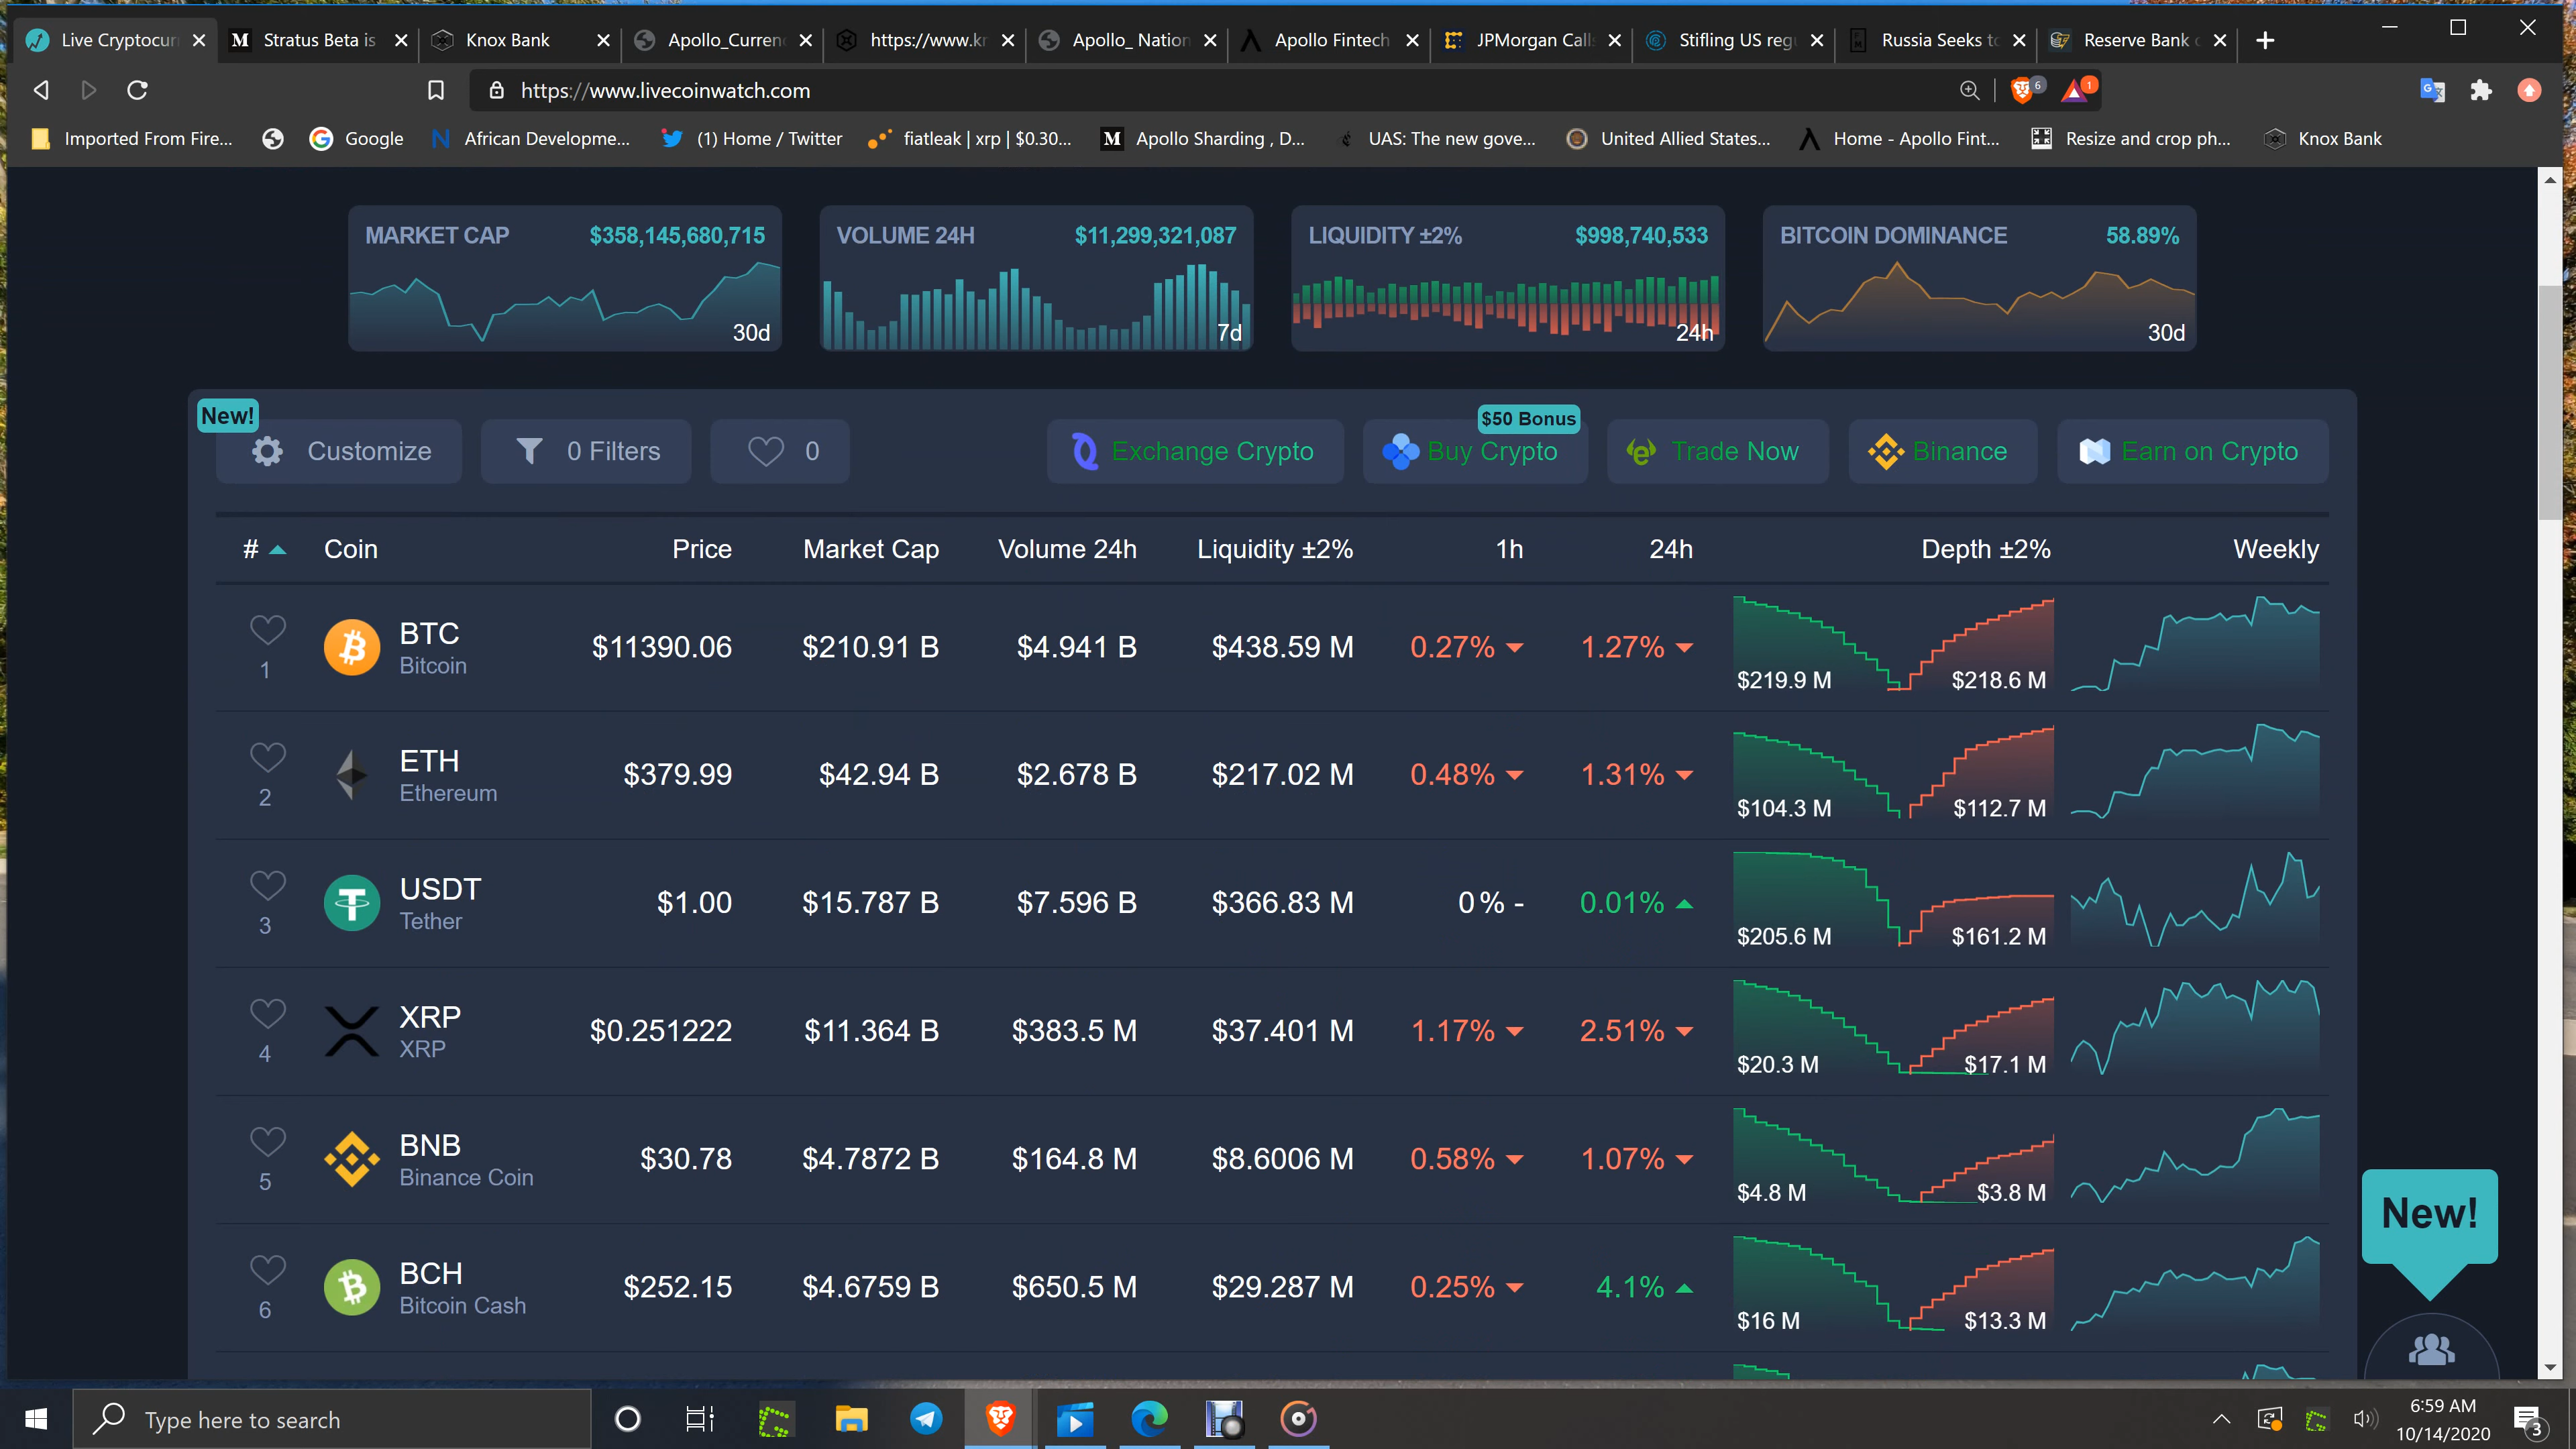 Live Cryptocur
Stratus Beta is
Knox Bank
Apollo_Curren
https://www.kr
Apollo_ Nation
Apollo Fintech
JPMorgan Call
Stifling US regu
Russia Seeks to
Reserve Bank
https://www.livecoinwatch.com
6
1
Imported From Fire...
Google
African Developme...
(1) Home / Twitter
fiatleak | xrp | $0.30...
Apollo Sharding , D...
UAS: The new gove...
United Allied States...
Home - Apollo Fint...
Resize and crop ph...
Knox Bank
MARKET CAP $358,145,680,715
30d
VOLUME 24H $11,299,321,087
7d
LIQUIDITY ±2% $998,740,533
24h
BITCOIN DOMINANCE 58.89%
30d
New!
Customize
0 Filters
0
Exchange Crypto
$50 Bonus
Buy Crypto
Trade Now
Binance
Earn on Crypto
# Coin Price Market Cap Volume 24h Liquidity ±2% 1h 24h Depth ±2% Weekly
1 BTC Bitcoin $11390.06 $210.91 B $4.941 B $438.59 M 0.27% 1.27% $219.9 M $218.6 M
2 ETH Ethereum $379.99 $42.94 B $2.678 B $217.02 M 0.48% 1.31% $104.3 M $112.7 M
3 USDT Tether $1.00 $15.787 B $7.596 B $366.83 M 0% - 0.01% $205.6 M $161.2 M
4 XRP XRP $0.251222 $11.364 B $383.5 M $37.401 M 1.17% 2.51% $20.3 M $17.1 M
5 BNB Binance Coin $30.78 $4.7872 B $164.8 M $8.6006 M 0.58% 1.07% $4.8 M $3.8 M
6 BCH Bitcoin Cash $252.15 $4.6759 B $650.5 M $29.287 M 0.25% 4.1% $16 M $13.3 M
New!
Type here to search
6:59 AM
10/14/2020
3